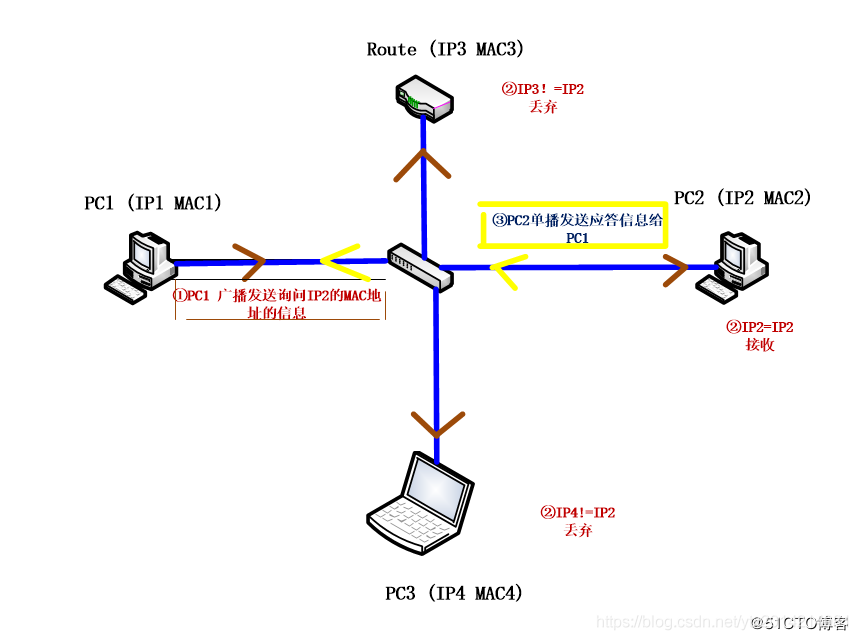 Route (IP3 MAC3)
②IP3! =IP2
丢弃
PC1 (IP1 MAC1)
PC2 (IP2 MAC2)
③PC2单播发送应答信息给
PC1
①PC1 广播发送询问IP2的MAC地
址的信息
②IP2=IP2
接收
②IP4!=IP2
丢弃
PC3 (IP4 MAC4)
https://blog.csdn.net/y
@51CTO博客